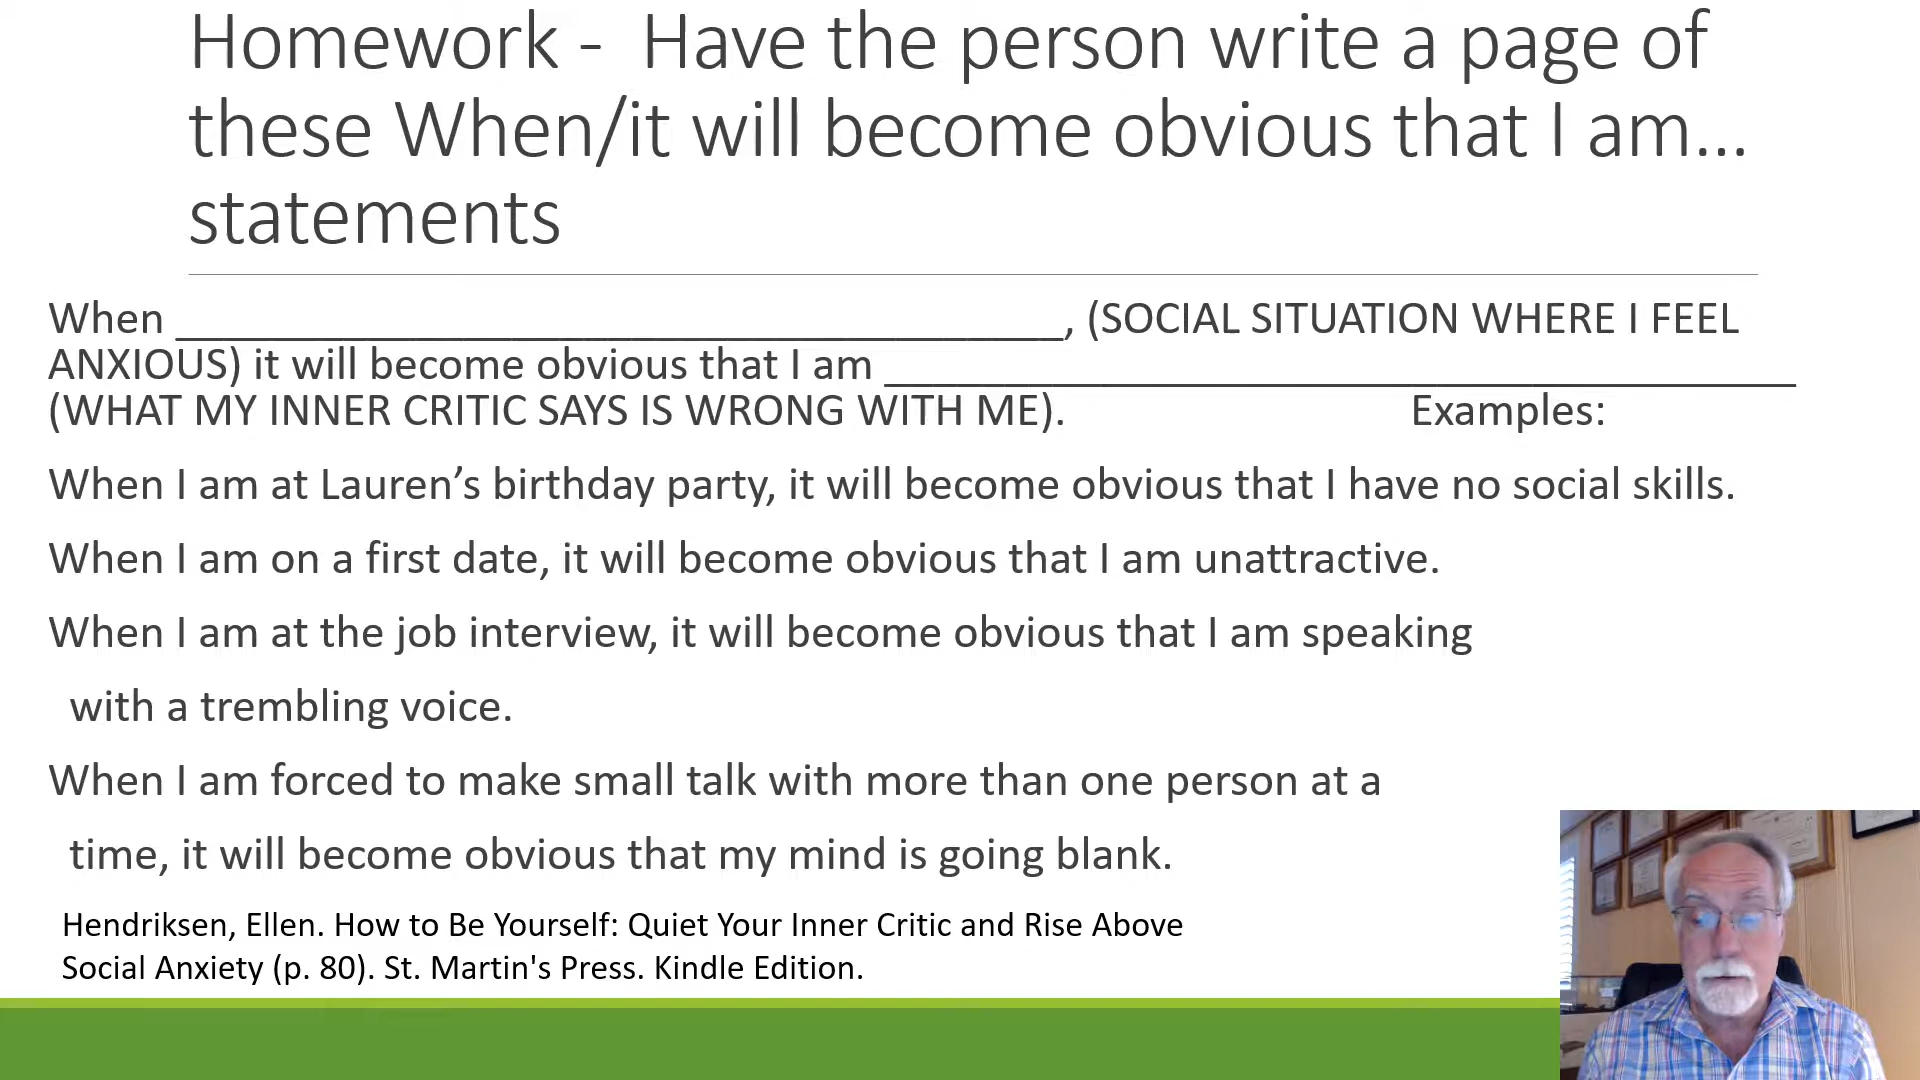 Homework -  Have the person write a page of
these When/it will become obvious that I am…
statements
When _____________________________________, (SOCIAL SITUATION WHERE I FEEL
ANXIOUS) it will become obvious that I am ______________________________________
(WHAT MY INNER CRITIC SAYS IS WRONG WITH ME). Examples:
When I am at Lauren’s birthday party, it will become obvious that I have no social skills.
When I am on a first date, it will become obvious that I am unattractive.
When I am at the job interview, it will become obvious that I am speaking
with a trembling voice.
When I am forced to make small talk with more than one person at a
time, it will become obvious that my mind is going blank.
Hendriksen, Ellen. How to Be Yourself: Quiet Your Inner Critic and Rise Above
Social Anxiety (p. 80). St. Martin's Press. Kindle Edition.